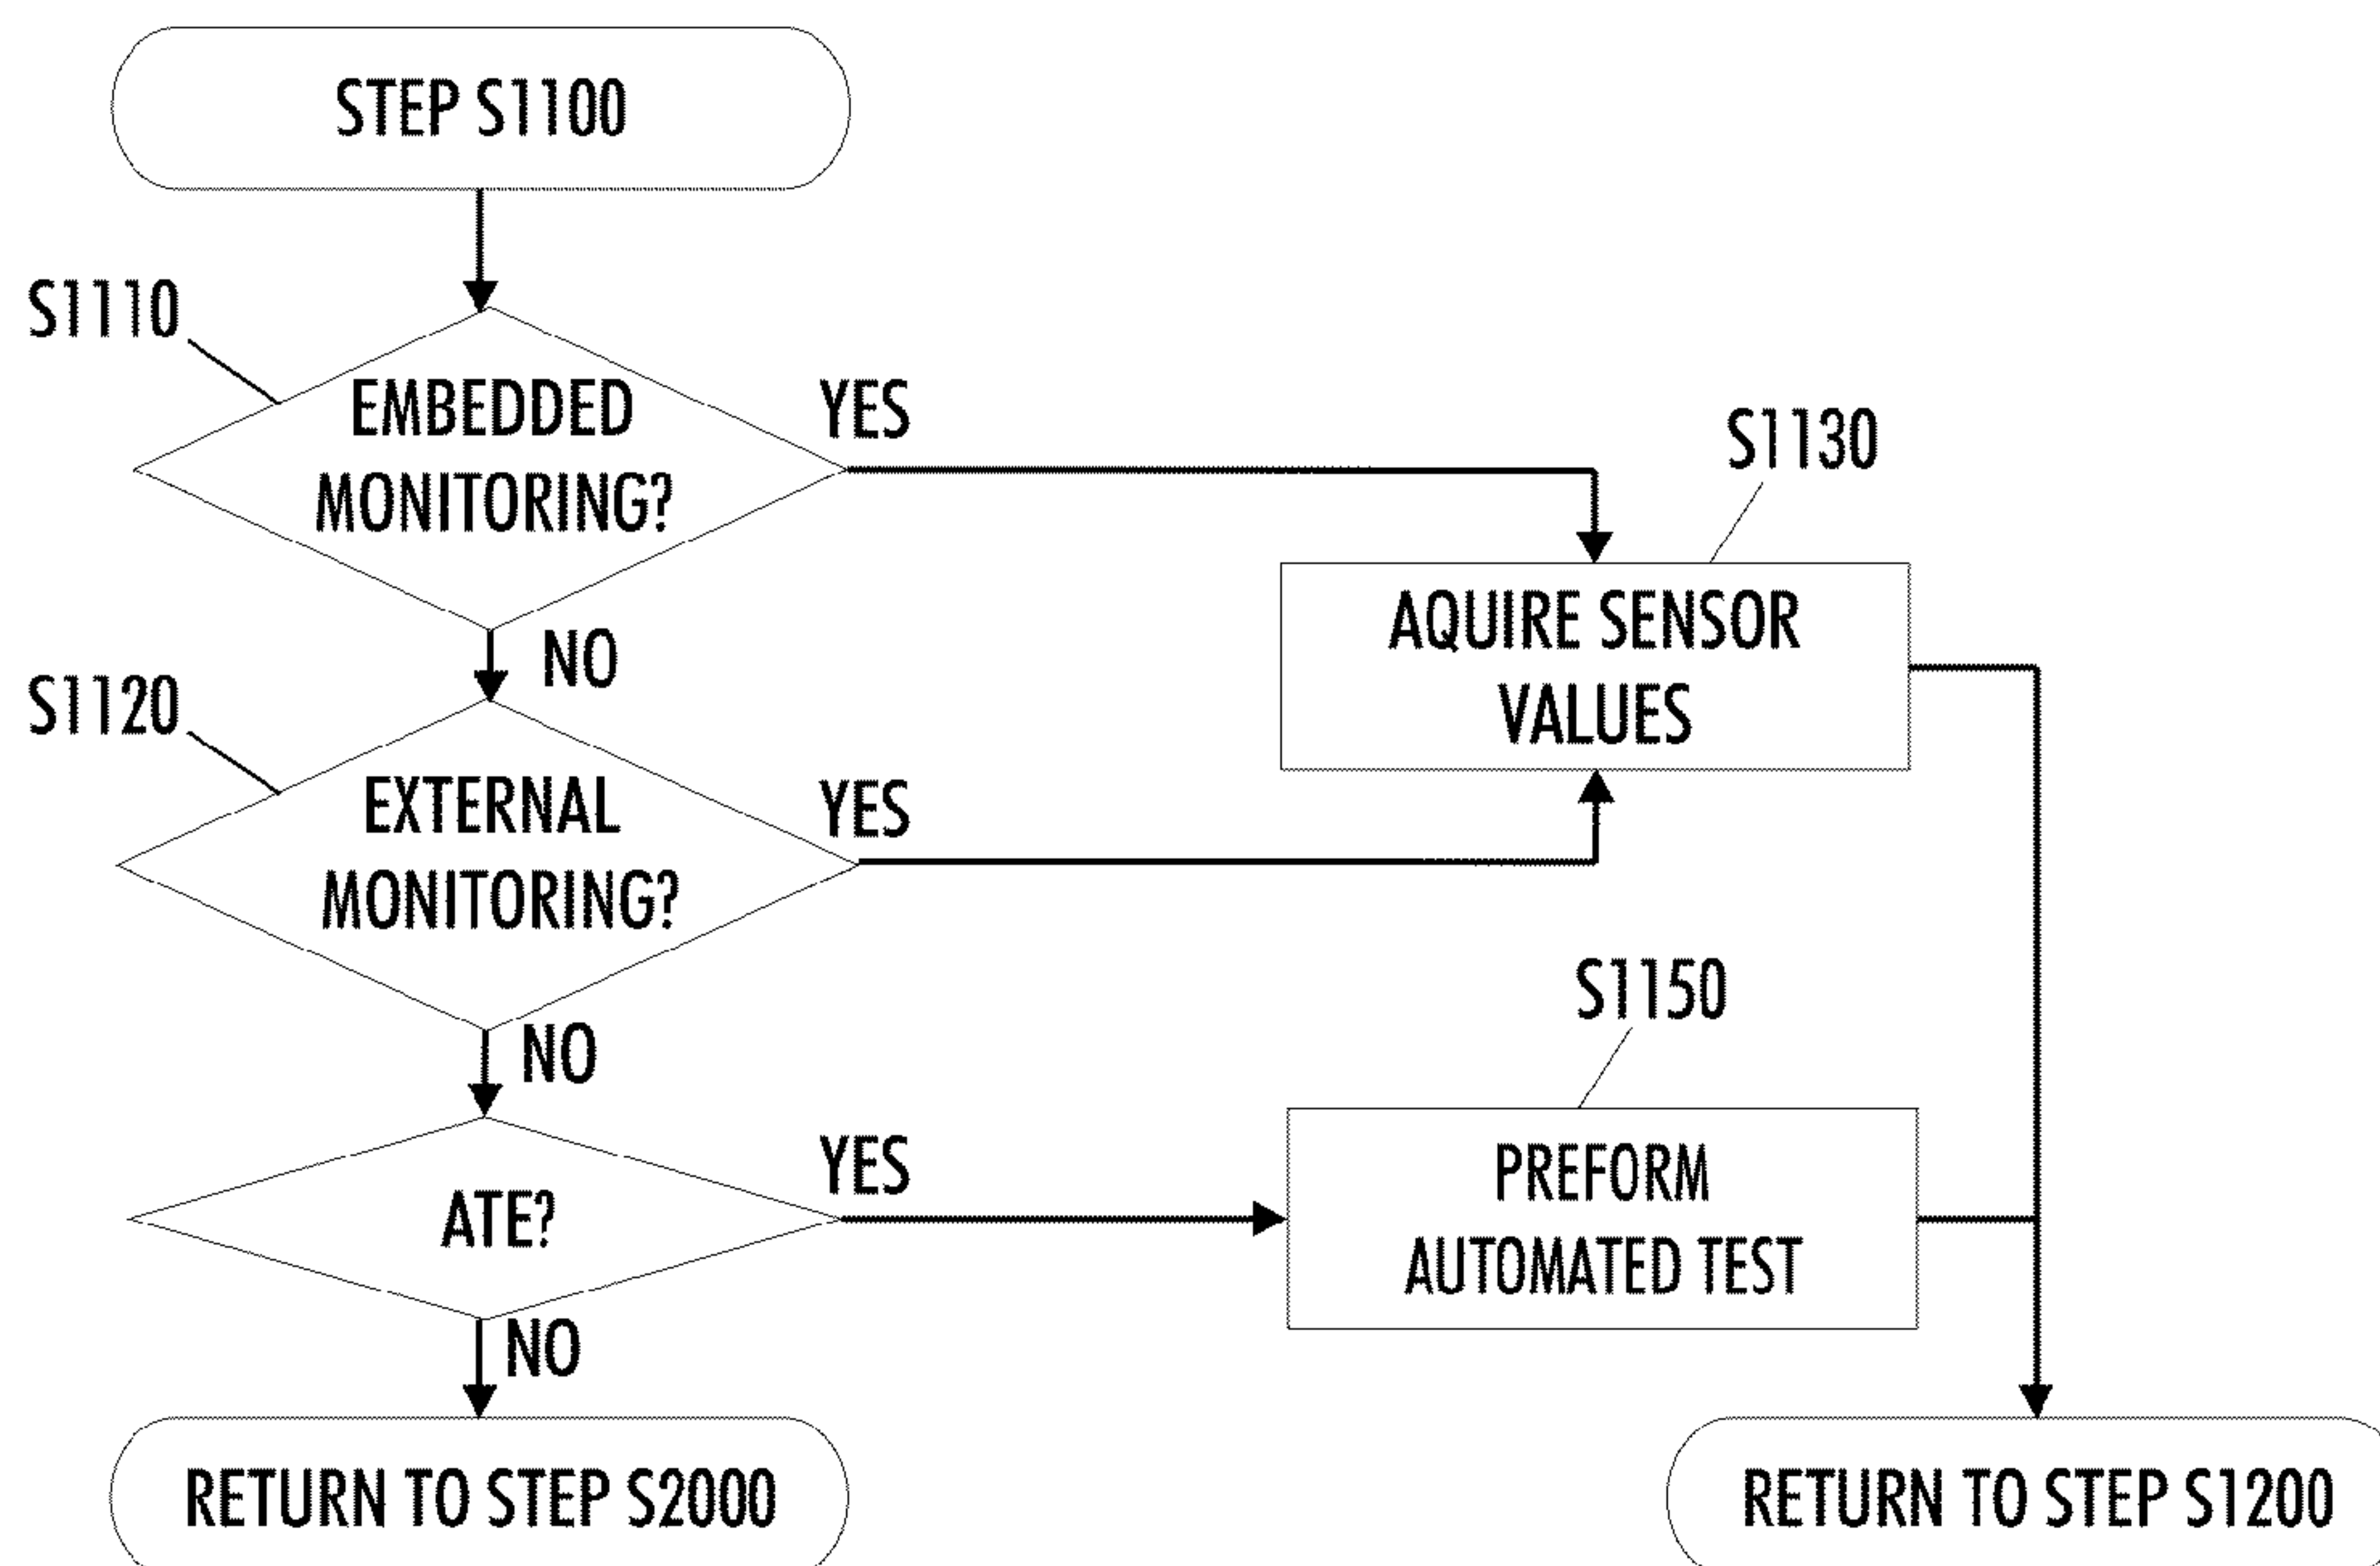 STEP S1100
S1110
EMBEDDED
MONITORING?
YES
S1130
AQUIRE SENSOR
VALUES
NO
S1120
EXTERNAL
MONITORING?
YES
NO
S1150
ATE?
YES
PREFORM
AUTOMATED TEST
NO
RETURN TO STEP S2000
RETURN TO STEP S1200